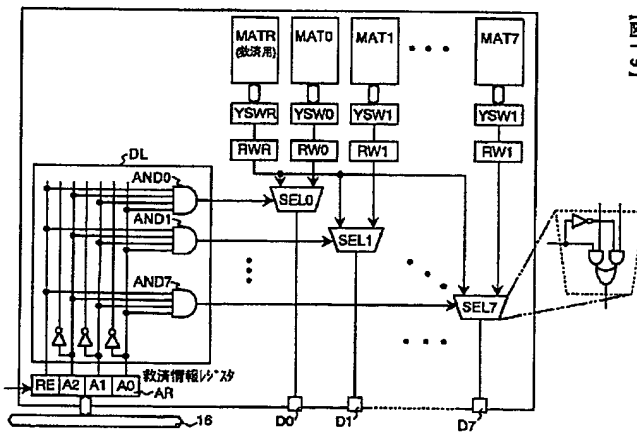 MATR
(救済用)
MAT0
MAT1
MAT7
YSWR
YSW0
YSW1
YSW1
RWR
RW0
RW1
RW1
DL
AND0
AND1
AND7
SEL0
SEL1
SEL7
救済情報レジスタ
RE
A2
A1
A0
AR
16
D0
D1
D7